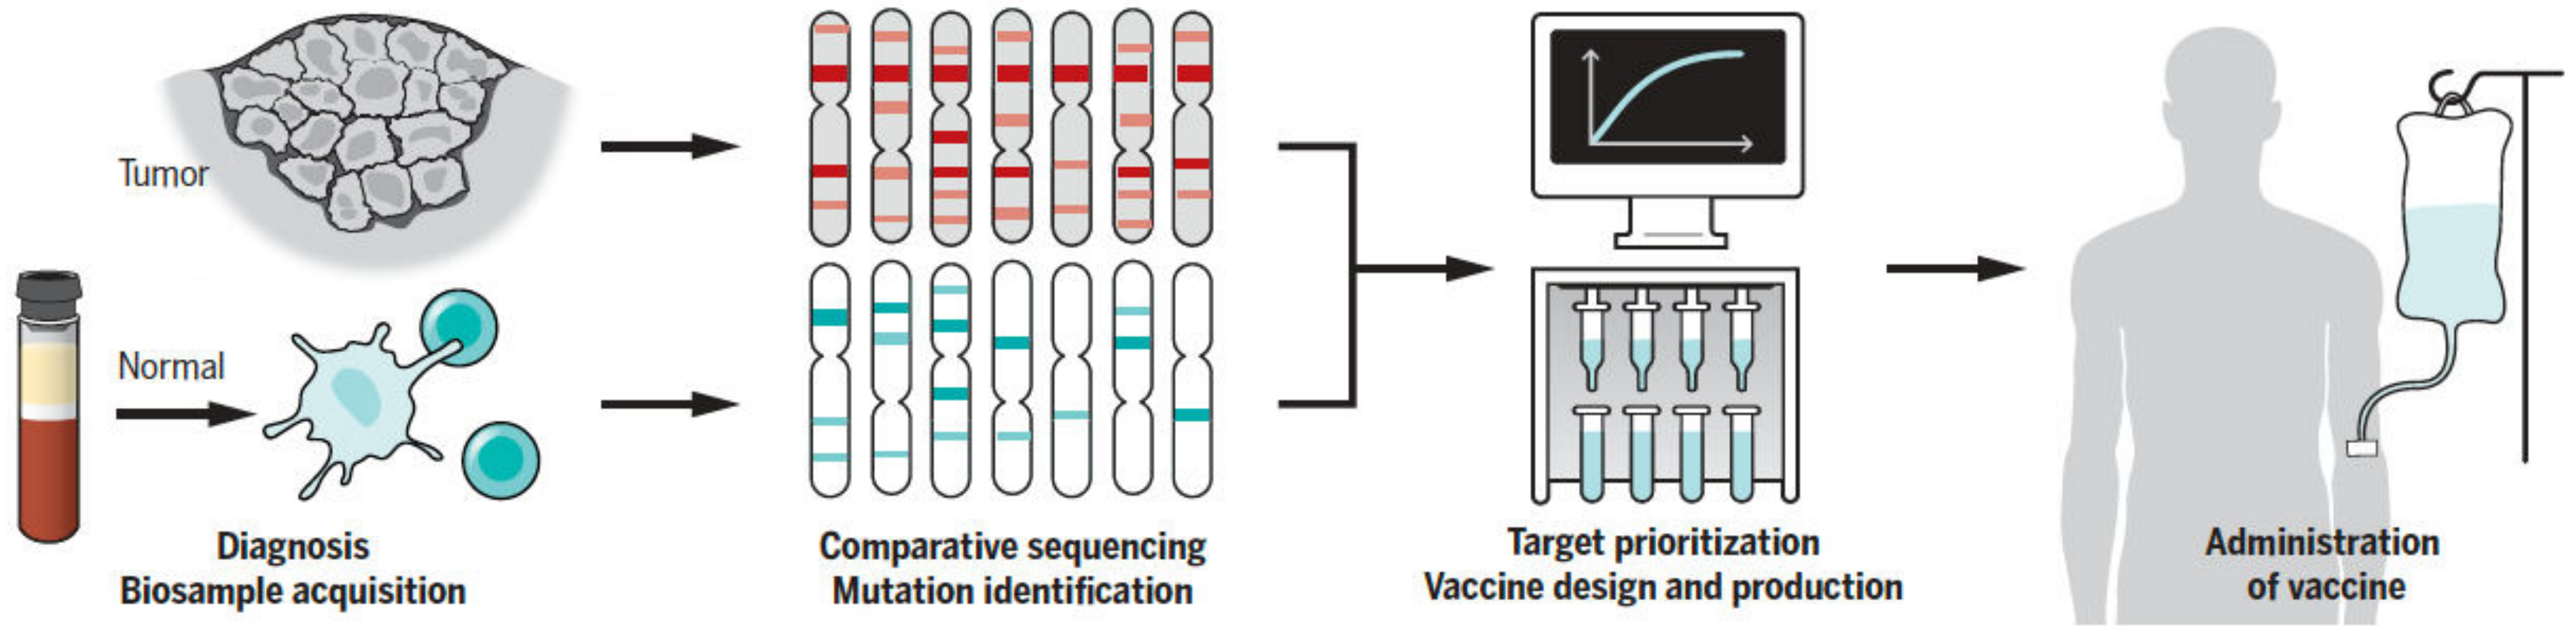 Tumor
Normal
Diagnosis
Biosample acquisition
Comparative sequencing
Mutation identification
Target prioritization
Vaccine design and production
Administration
of vaccine